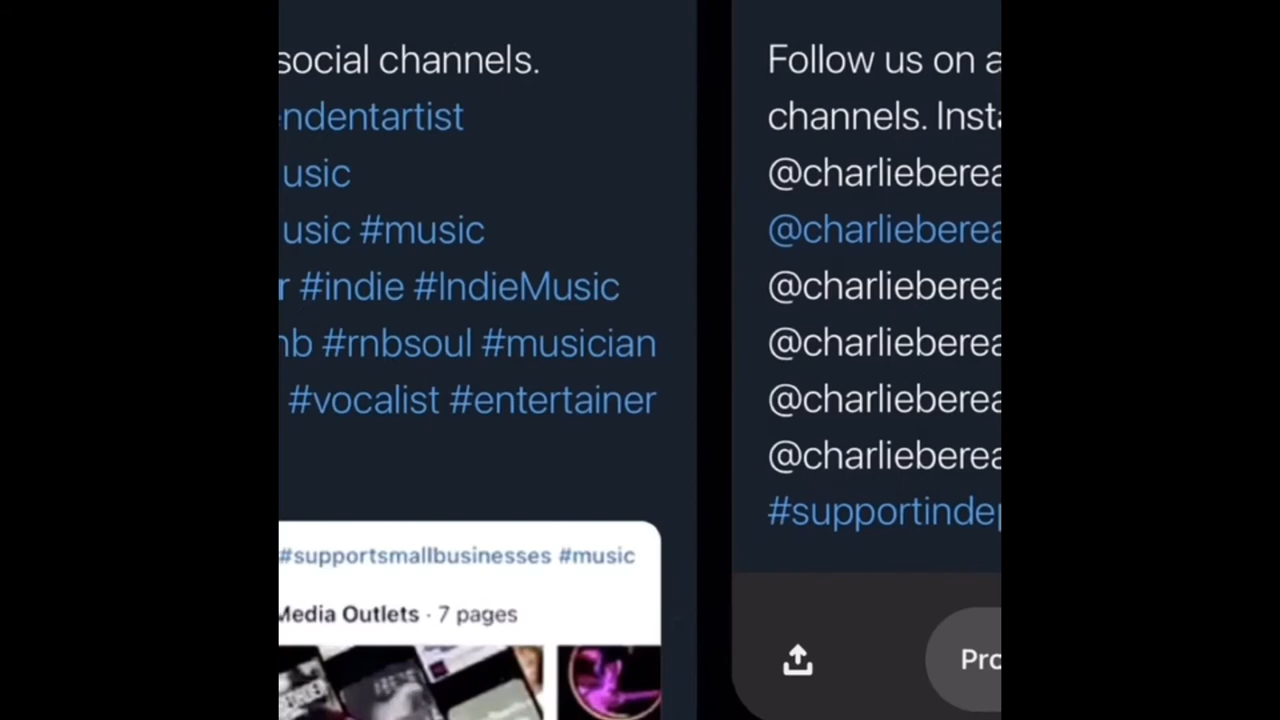 social channels.
endentartist
usic
usic #music
r #indie #IndieMusic
nb #rnbsoul #musician
#vocalist #entertainer
#supportsmallbusinesses #music
Media Outlets · 7 pages
Follow us on a
channels. Insta
@charlieberea
@charlieberea
@charlieberea
@charlieberea
@charlieberea
@charlieberea
#supportindep
Pro